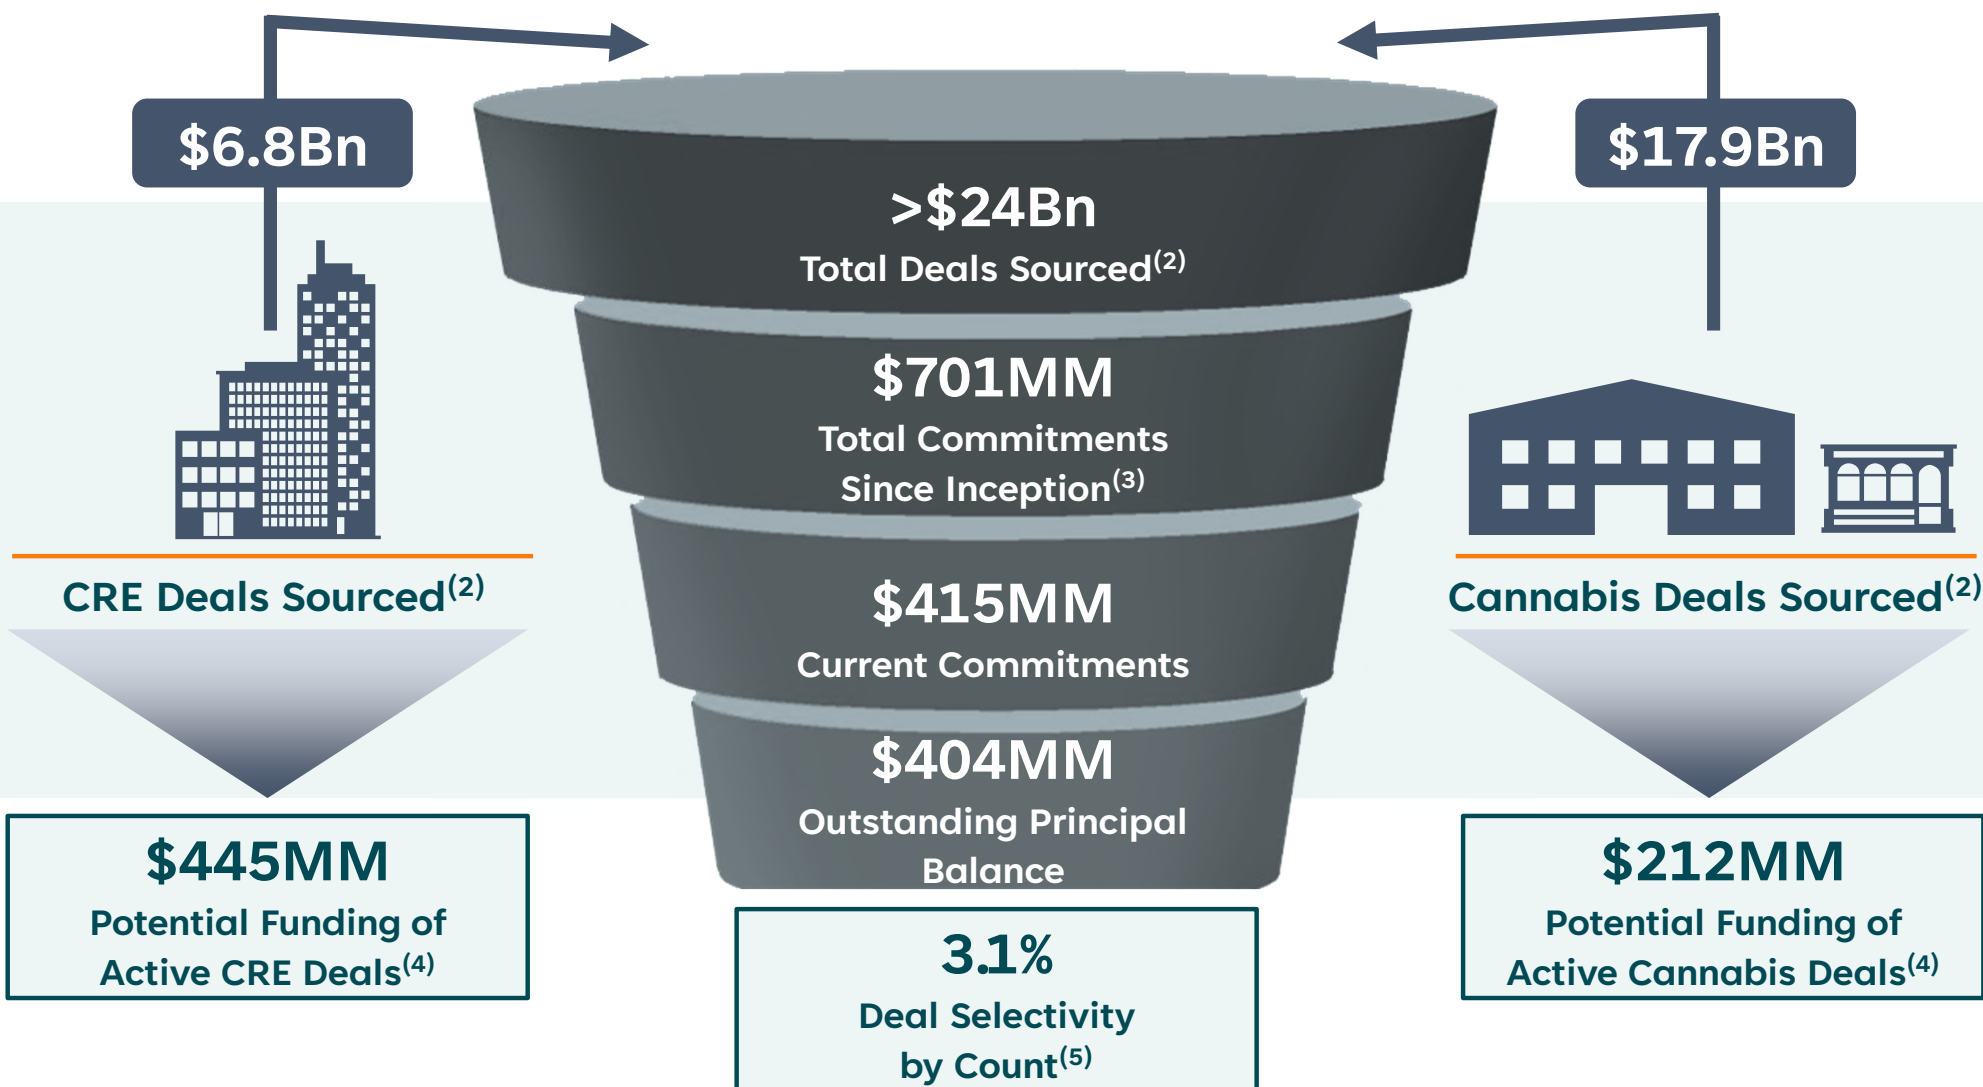 $6.8Bn
$17.9Bn
>$24Bn
Total Deals Sourced(2)
$701MM
Total Commitments
Since Inception(3)
$415MM
Current Commitments
$404MM
Outstanding Principal
Balance
CRE Deals Sourced(2)
$445MM
Potential Funding of
Active CRE Deals(4)
3.1%
Deal Selectivity
by Count(5)
Cannabis Deals Sourced(2)
$212MM
Potential Funding of
Active Cannabis Deals(4)